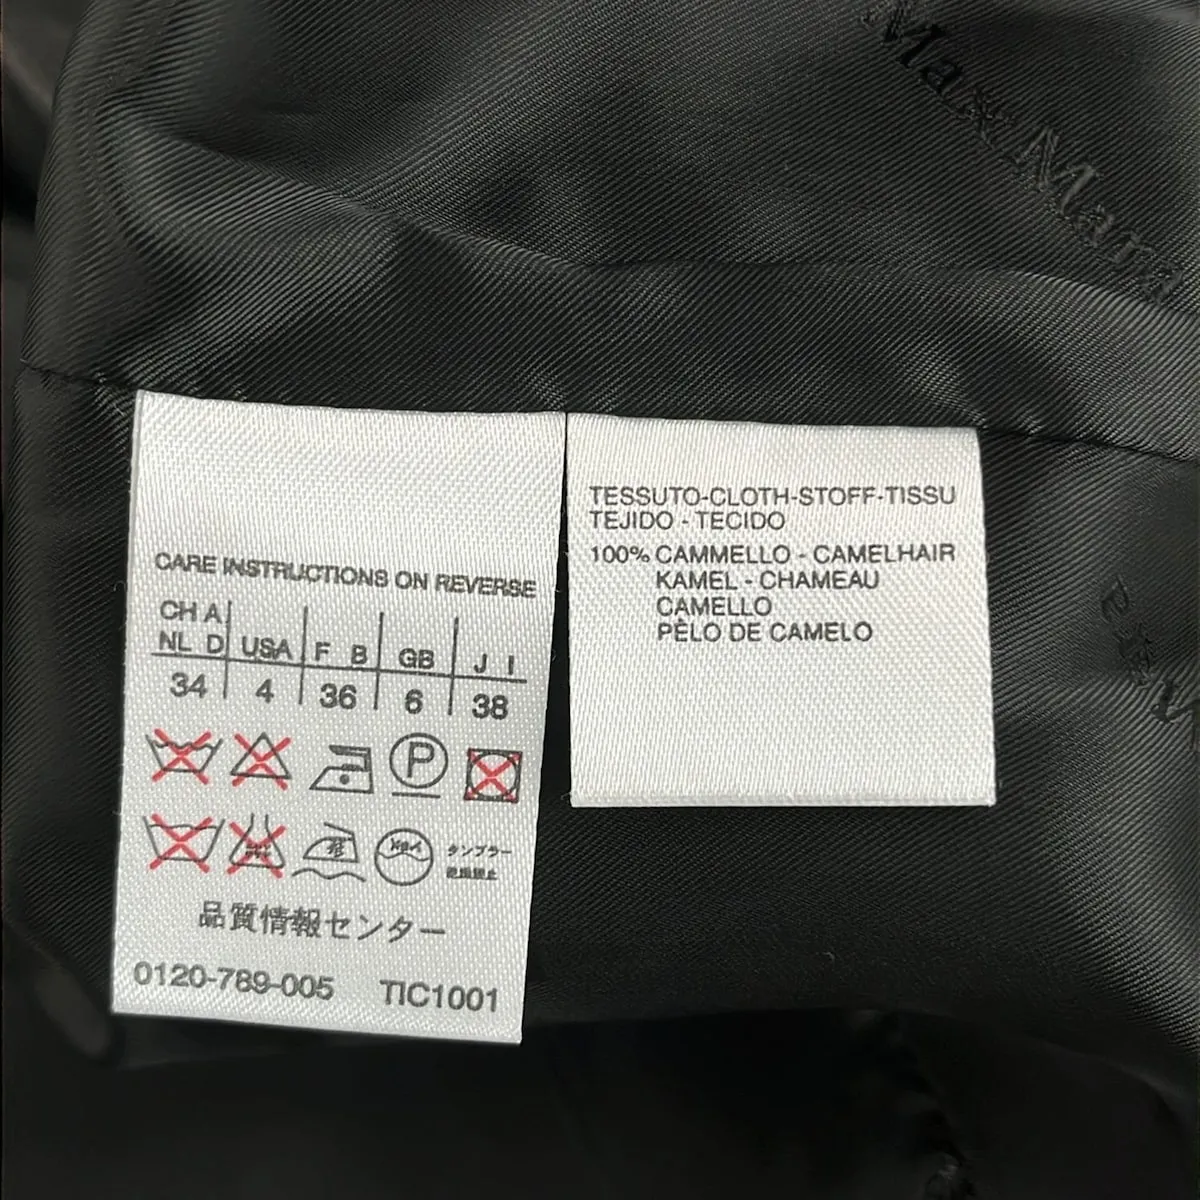 Max Mara
CARE INSTRUCTIONS ON REVERSE
CH A
NL D USA F B GB J I
34 4 36 6 38
P
タンブラー
乾燥禁止
品質情報センター
0120-789-005 TIC1001
TESSUTO-CLOTH-STOFF-TISSU
TEJIDO - TECIDO
100% CAMMELLO - CAMELHAIR
KAMEL - CHAMEAU
CAMELLO
PÊLO DE CAMELO